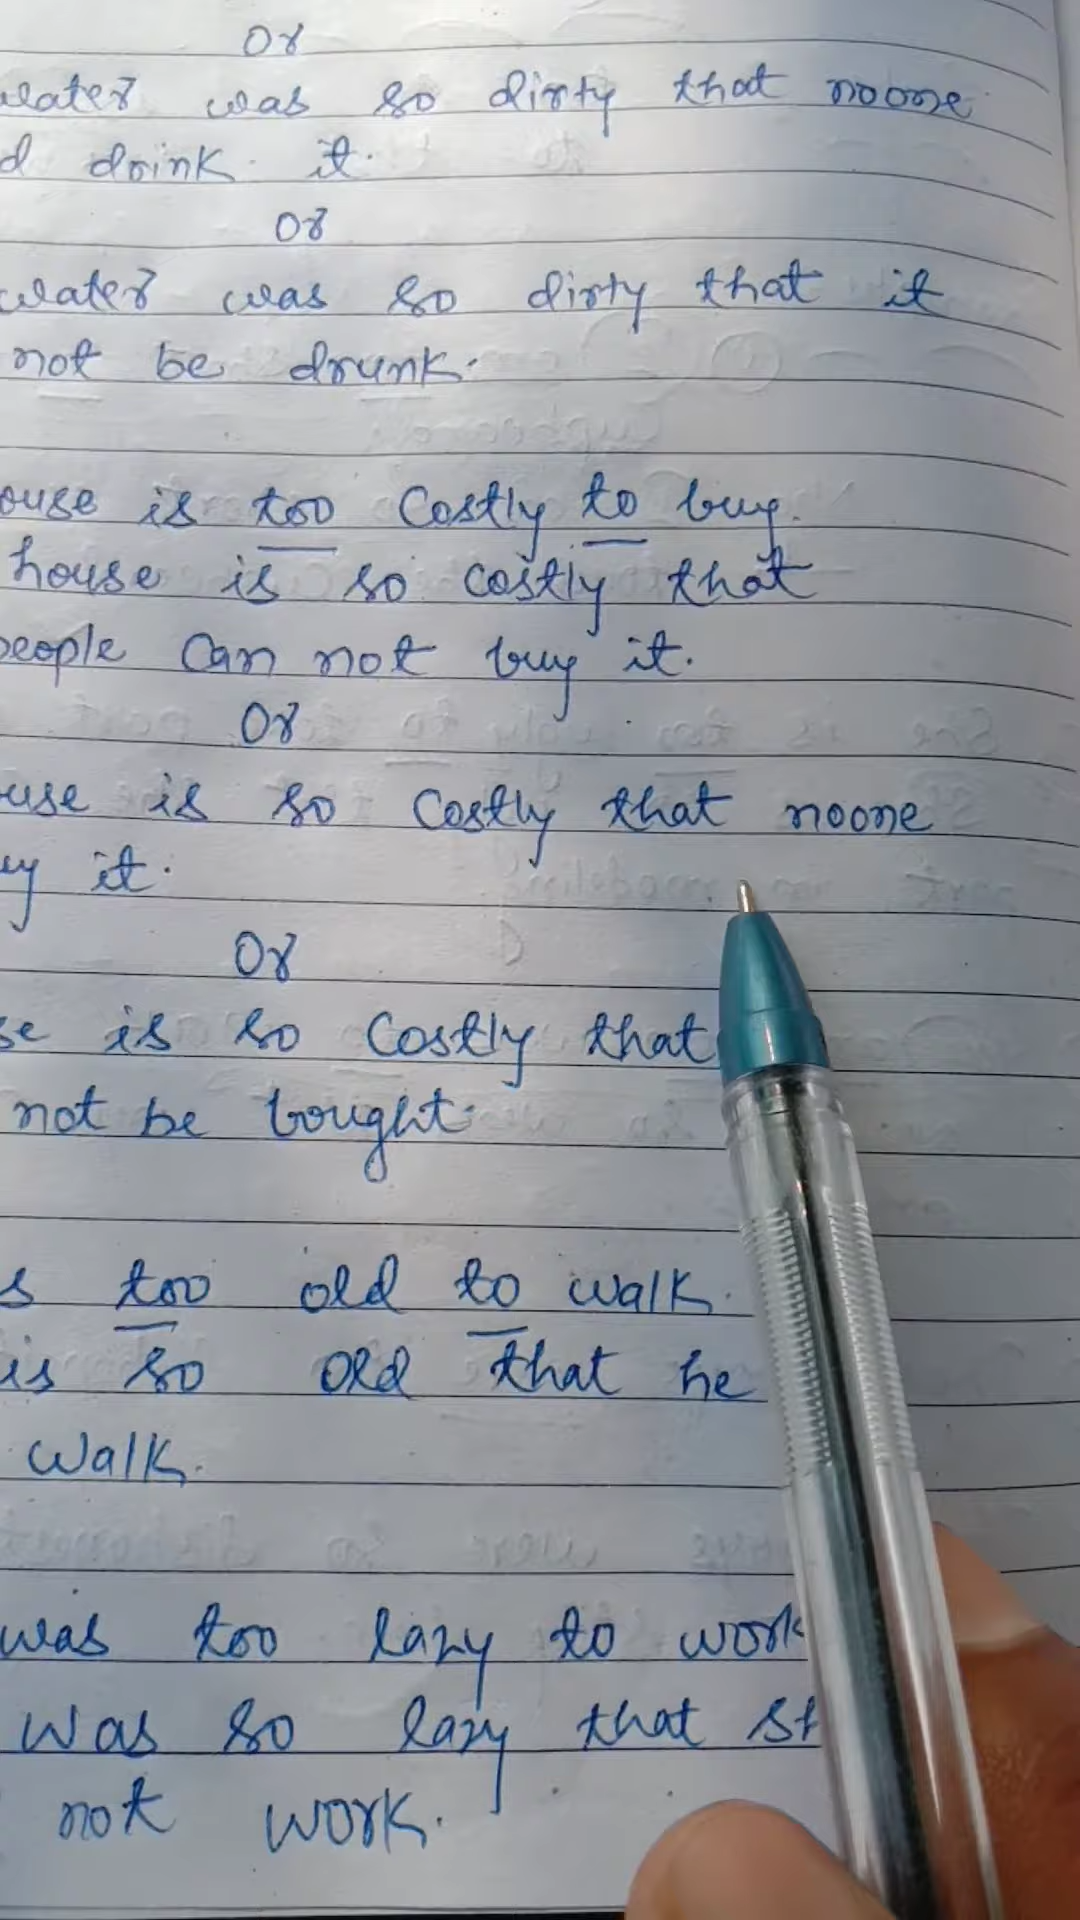 Or
water was so dirty that noone
d drink it.
Or
water was so dirty that it
not be drunk.
ouse is too Costly to buy.
house is so costly that
people Can not buy it.
Or
use is so Costly that noone
uy it.
Or
se is so Costly that
not be bought.
s too old to walk.
is so old that he
Walk.
was too lazy to work
was so lazy that sh
not work.